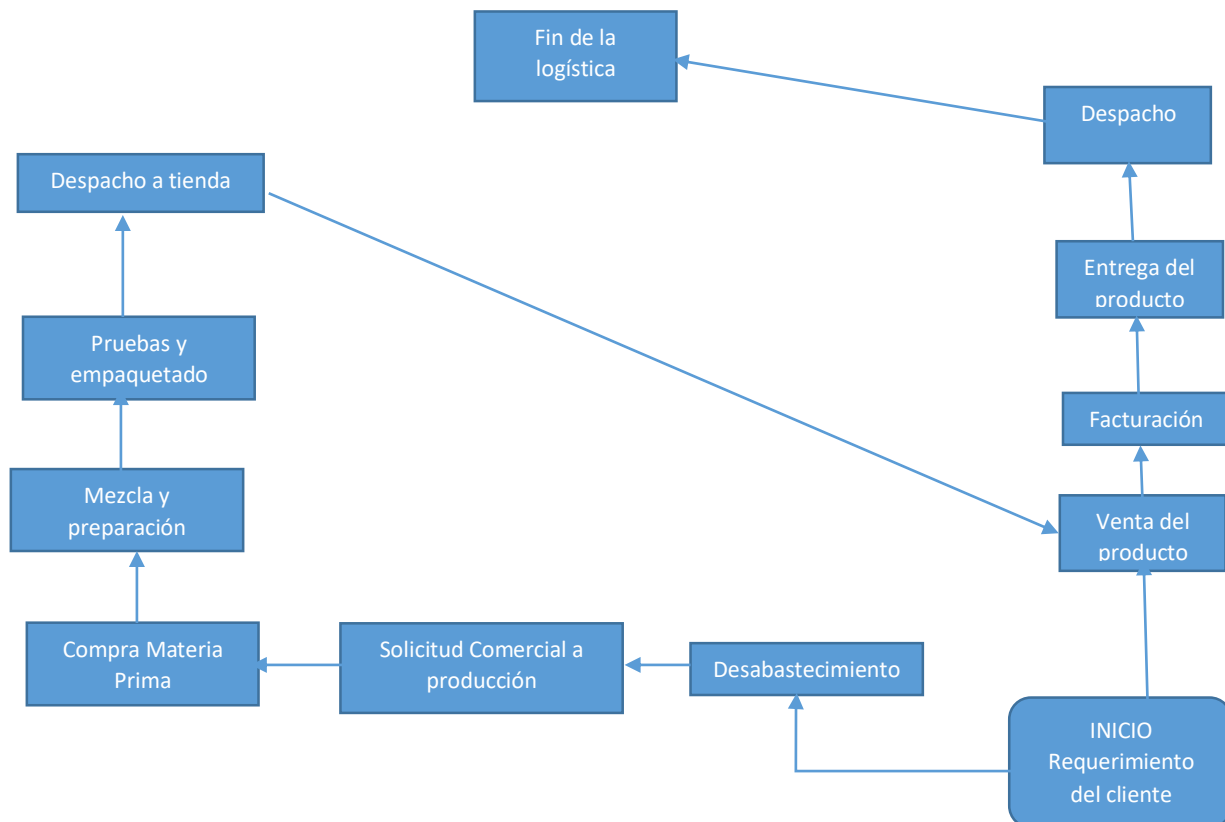 Fin de la
logística
Despacho
Despacho a tienda
Entrega del
producto
Pruebas y
empaquetado
Facturación
Mezcla y
preparación
Venta del
producto
Compra Materia
Prima
Solicitud Comercial a
producción
Desabastecimiento
INICIO
Requerimiento
del cliente